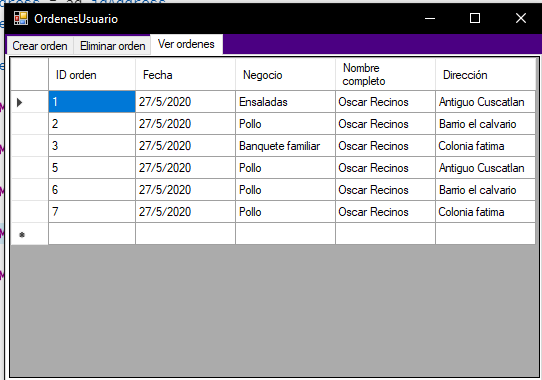 OrdenesUsuario
Crear orden Eliminar orden Ver ordenes
ID orden Fecha Negocio Nombre completo Dirección
1 27/5/2020 Ensaladas Oscar Recinos Antiguo Cuscatlan
2 27/5/2020 Pollo Oscar Recinos Barrio el calvario
3 27/5/2020 Banquete familiar Oscar Recinos Colonia fatima
5 27/5/2020 Pollo Oscar Recinos Antiguo Cuscatlan
6 27/5/2020 Pollo Oscar Recinos Barrio el calvario
7 27/5/2020 Pollo Oscar Recinos Colonia fatima